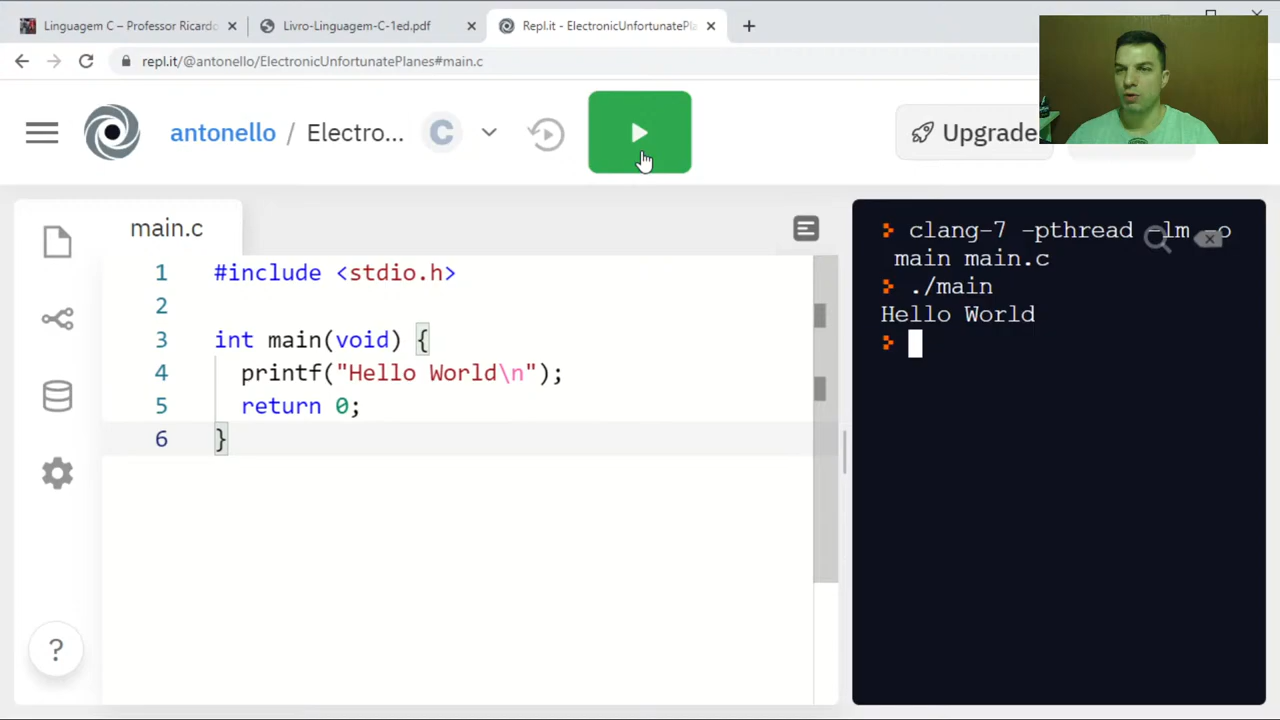 Linguagem C – Professor Ricardo
Livro-Linguagem-C-1ed.pdf
Repl.it - ElectronicUnfortunatePla
repl.it/@antonello/ElectronicUnfortunatePlanes#main.c
antonello / Electro... C
Upgrade
main.c
1 #include <stdio.h>
2
3 int main(void) {
4 printf("Hello World\n");
5 return 0;
6 }
clang-7 -pthread -lm -o
main main.c
./main
Hello World
?